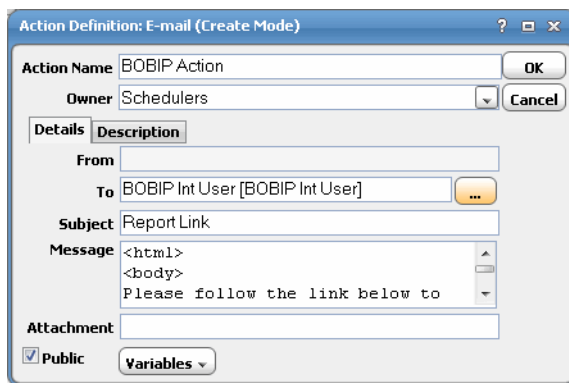 Action Definition: E-mail (Create Mode)
Action Name BOBIP Action OK
Owner Schedulers Cancel
Details Description
From
To BOBIP Int User [BOBIP Int User] ...
Subject Report Link
Message <html>
<body>
Please follow the link below to
Attachment
Public Variables